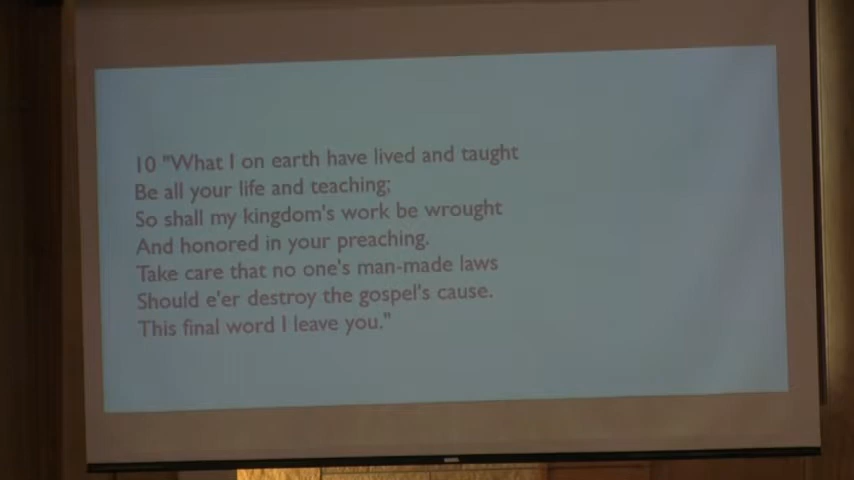 10 "What I on earth have lived and taught
Be all your life and teaching;
So shall my kingdom's work be wrought
And honored in your preaching.
Take care that no one's man-made laws
Should e'er destroy the gospel's cause.
This final word I leave you."